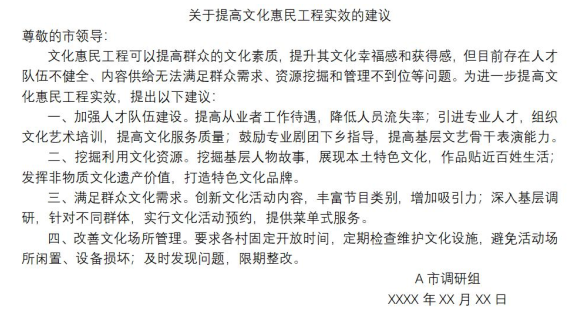 关于提高文化惠民工程实效的建议
尊敬的市领导：
文化惠民工程可以提高群众的文化素质，提升其文化幸福感和获得感，但目前存在人才
队伍不健全、内容供给无法满足群众需求、资源挖掘和管理不到位等问题。为进一步提高文
化惠民工程实效，提出以下建议：
一、加强人才队伍建设。提高从业者工作待遇，降低人员流失率；引进专业人才，组织
文化艺术培训，提高文化服务质量；鼓励专业剧团下乡指导，提高基层文艺骨干表演能力。
二、挖掘利用文化资源。挖掘基层人物故事，展现本土特色文化，作品贴近百姓生活；
发挥非物质文化遗产价值，打造特色文化品牌。
三、满足群众文化需求。创新文化活动内容，丰富节目类别，增加吸引力；深入基层调
研，针对不同群体，实行文化活动预约，提供菜单式服务。
四、改善文化场所管理。要求各村固定开放时间，定期检查维护文化设施，避免活动场
所闲置、设备损坏；及时发现问题，限期整改。
A 市调研组
XXXX 年 XX 月 XX 日